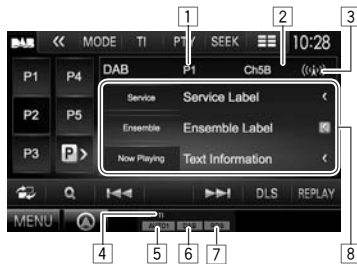 1 2 3
DAB MODE TI PTY SEEK 10:28
P1 P4 DAB P1 Ch5B
Service Service Label
P2 P5 Ensemble Ensemble Label
P3 P Now Playing Text Information
DLS REPLAY
MENU TI
4 5 6 7 8